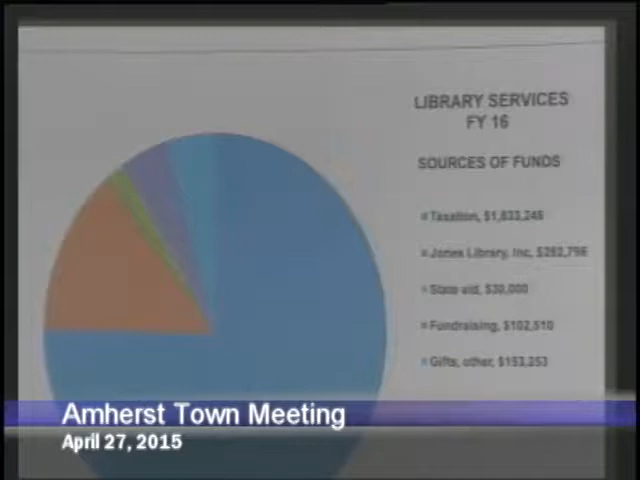 LIBRARY SERVICES
FY 16
SOURCES OF FUNDS
Taxation, $1,833,246
Jones Library, Inc, $282,796
State aid, $30,000
Fundraising, $102,510
Gifts, other, $153,253
Amherst Town Meeting
April 27, 2015